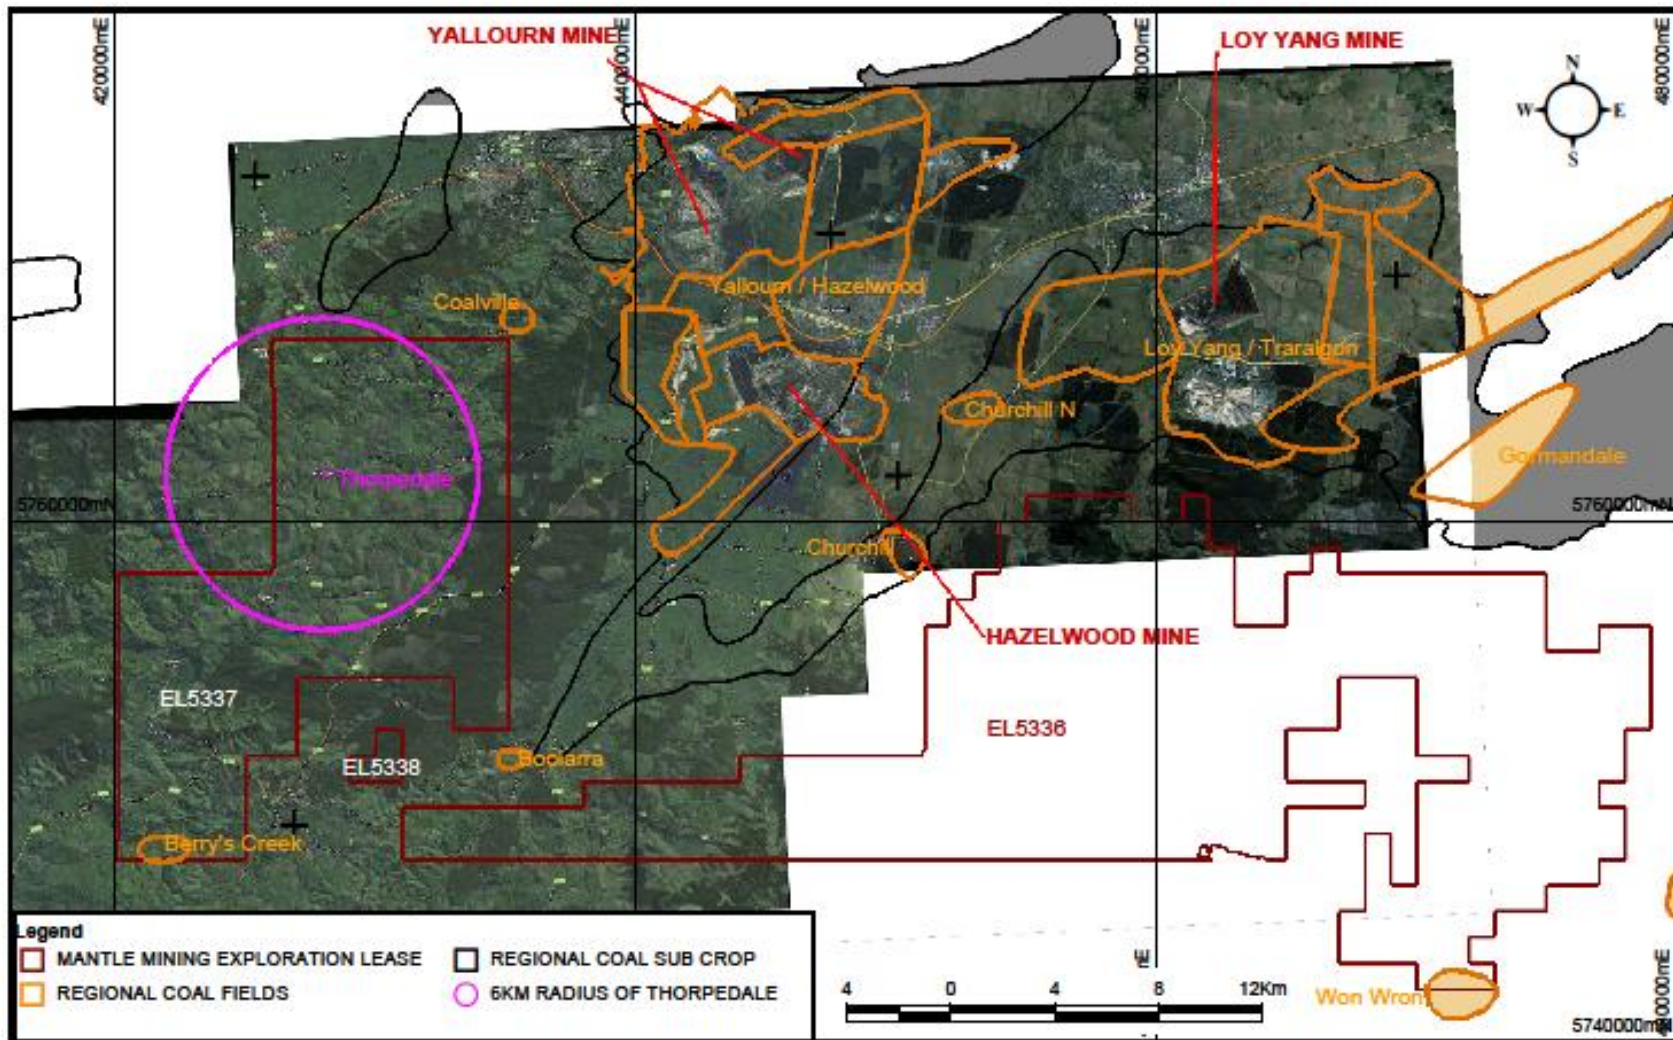 420000mE
440000mE
480000mE
YALLOURN MINE
LOY YANG MINE
N
W
E
S
Coalville
Yallourn / Hazelwood
Loy Yang / Traralgon
Churchill N
Gormandale
Thorpedale
5760000mN
5760000mN
Churchill
HAZELWOOD MINE
EL5337
EL5336
EL5338
Boolarra
Berry's Creek
Won Wron
Legend
MANTLE MINING EXPLORATION LEASE
REGIONAL COAL SUB CROP
REGIONAL COAL FIELDS
6KM RADIUS OF THORPEDALE
4 0 4 8 12Km